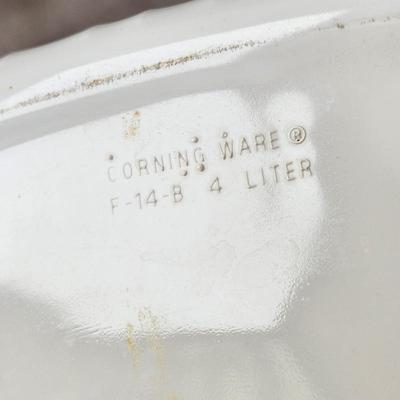 CORNING WARE ®
F-14-B 4 LITER